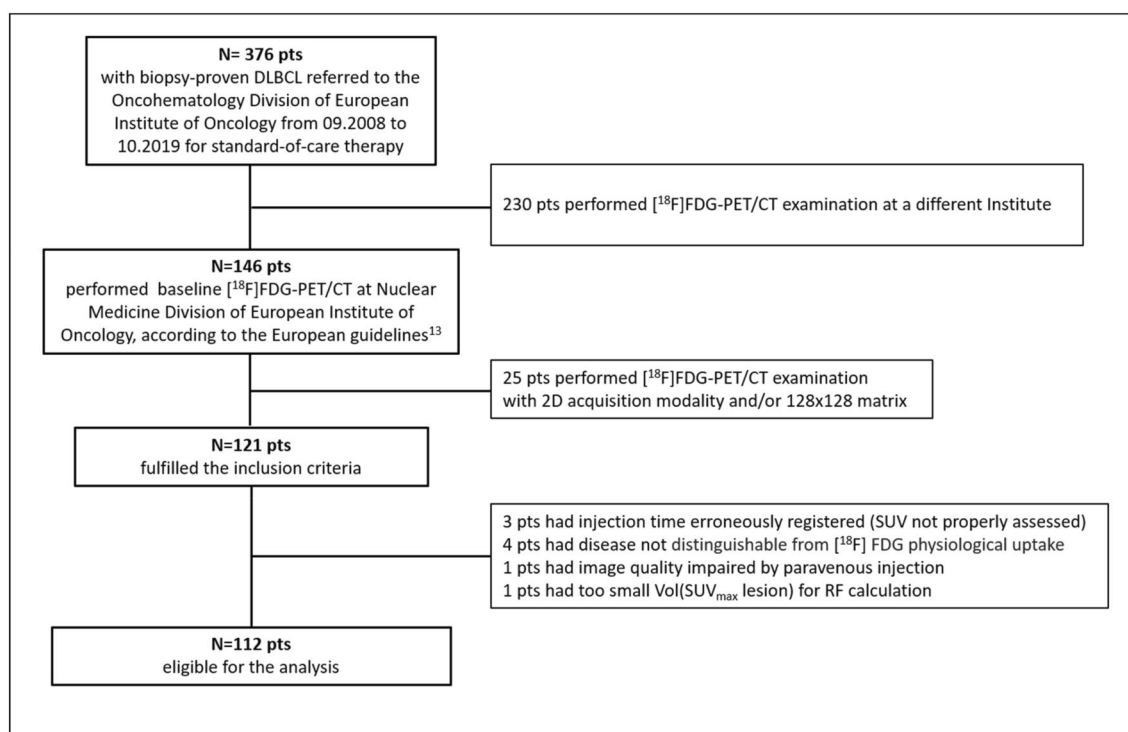 N= 376 pts
with biopsy-proven DLBCL referred to the
Oncohematology Division of European
Institute of Oncology from 09.2008 to
10.2019 for standard-of-care therapy
230 pts performed [¹⁸F]FDG-PET/CT examination at a different Institute
N=146 pts
performed baseline [¹⁸F]FDG-PET/CT at Nuclear
Medicine Division of European Institute of
Oncology, according to the European guidelines¹³
25 pts performed [¹⁸F]FDG-PET/CT examination
with 2D acquisition modality and/or 128x128 matrix
N=121 pts
fulfilled the inclusion criteria
3 pts had injection time erroneously registered (SUV not properly assessed)
4 pts had disease not distinguishable from [¹⁸F] FDG physiological uptake
1 pts had image quality impaired by paravenous injection
1 pts had too small Vol(SUVmax lesion) for RF calculation
N=112 pts
eligible for the analysis